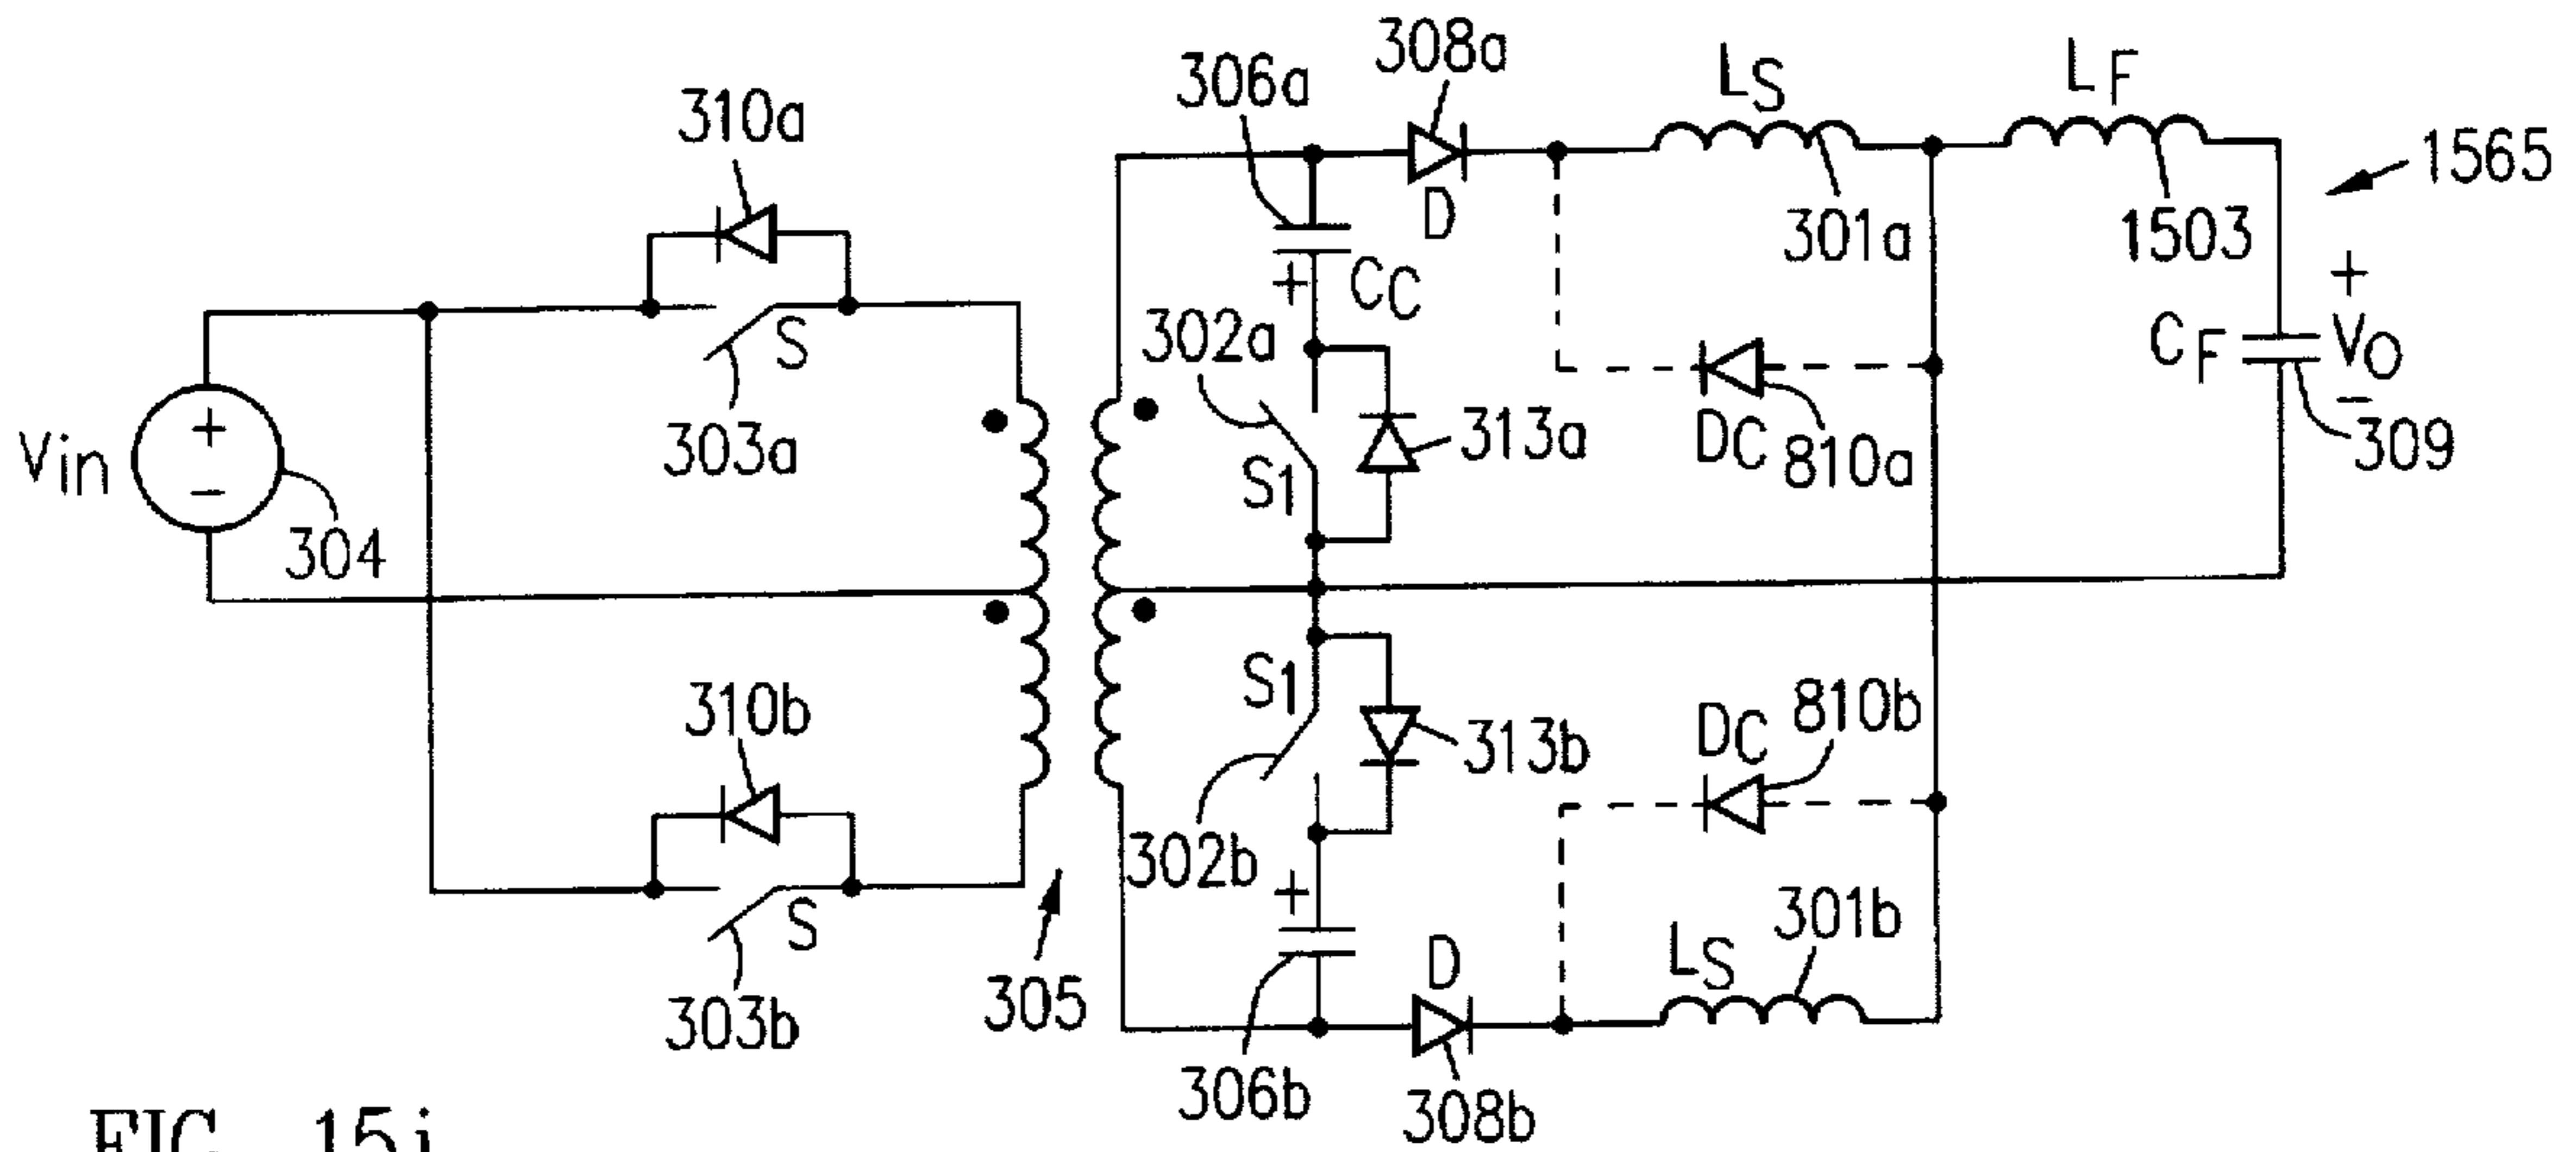 308a
306a
LS
LF
310a
1565
D
301a
1503
+
CC
+
302a
S
CF
VO
Vin
+
−
303a
S1
313a
DC
810a
−
309
304
310b
S1
313b
DC
810b
302b
+
S
301b
D
LS
305
303b
306b
308b
FIG. 15i